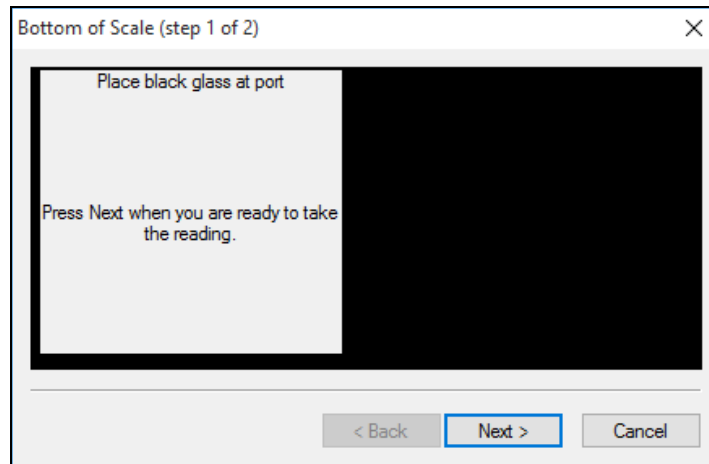 Bottom of Scale (step 1 of 2)
Place black glass at port
Press Next when you are ready to take
the reading.
< Back
Next >
Cancel